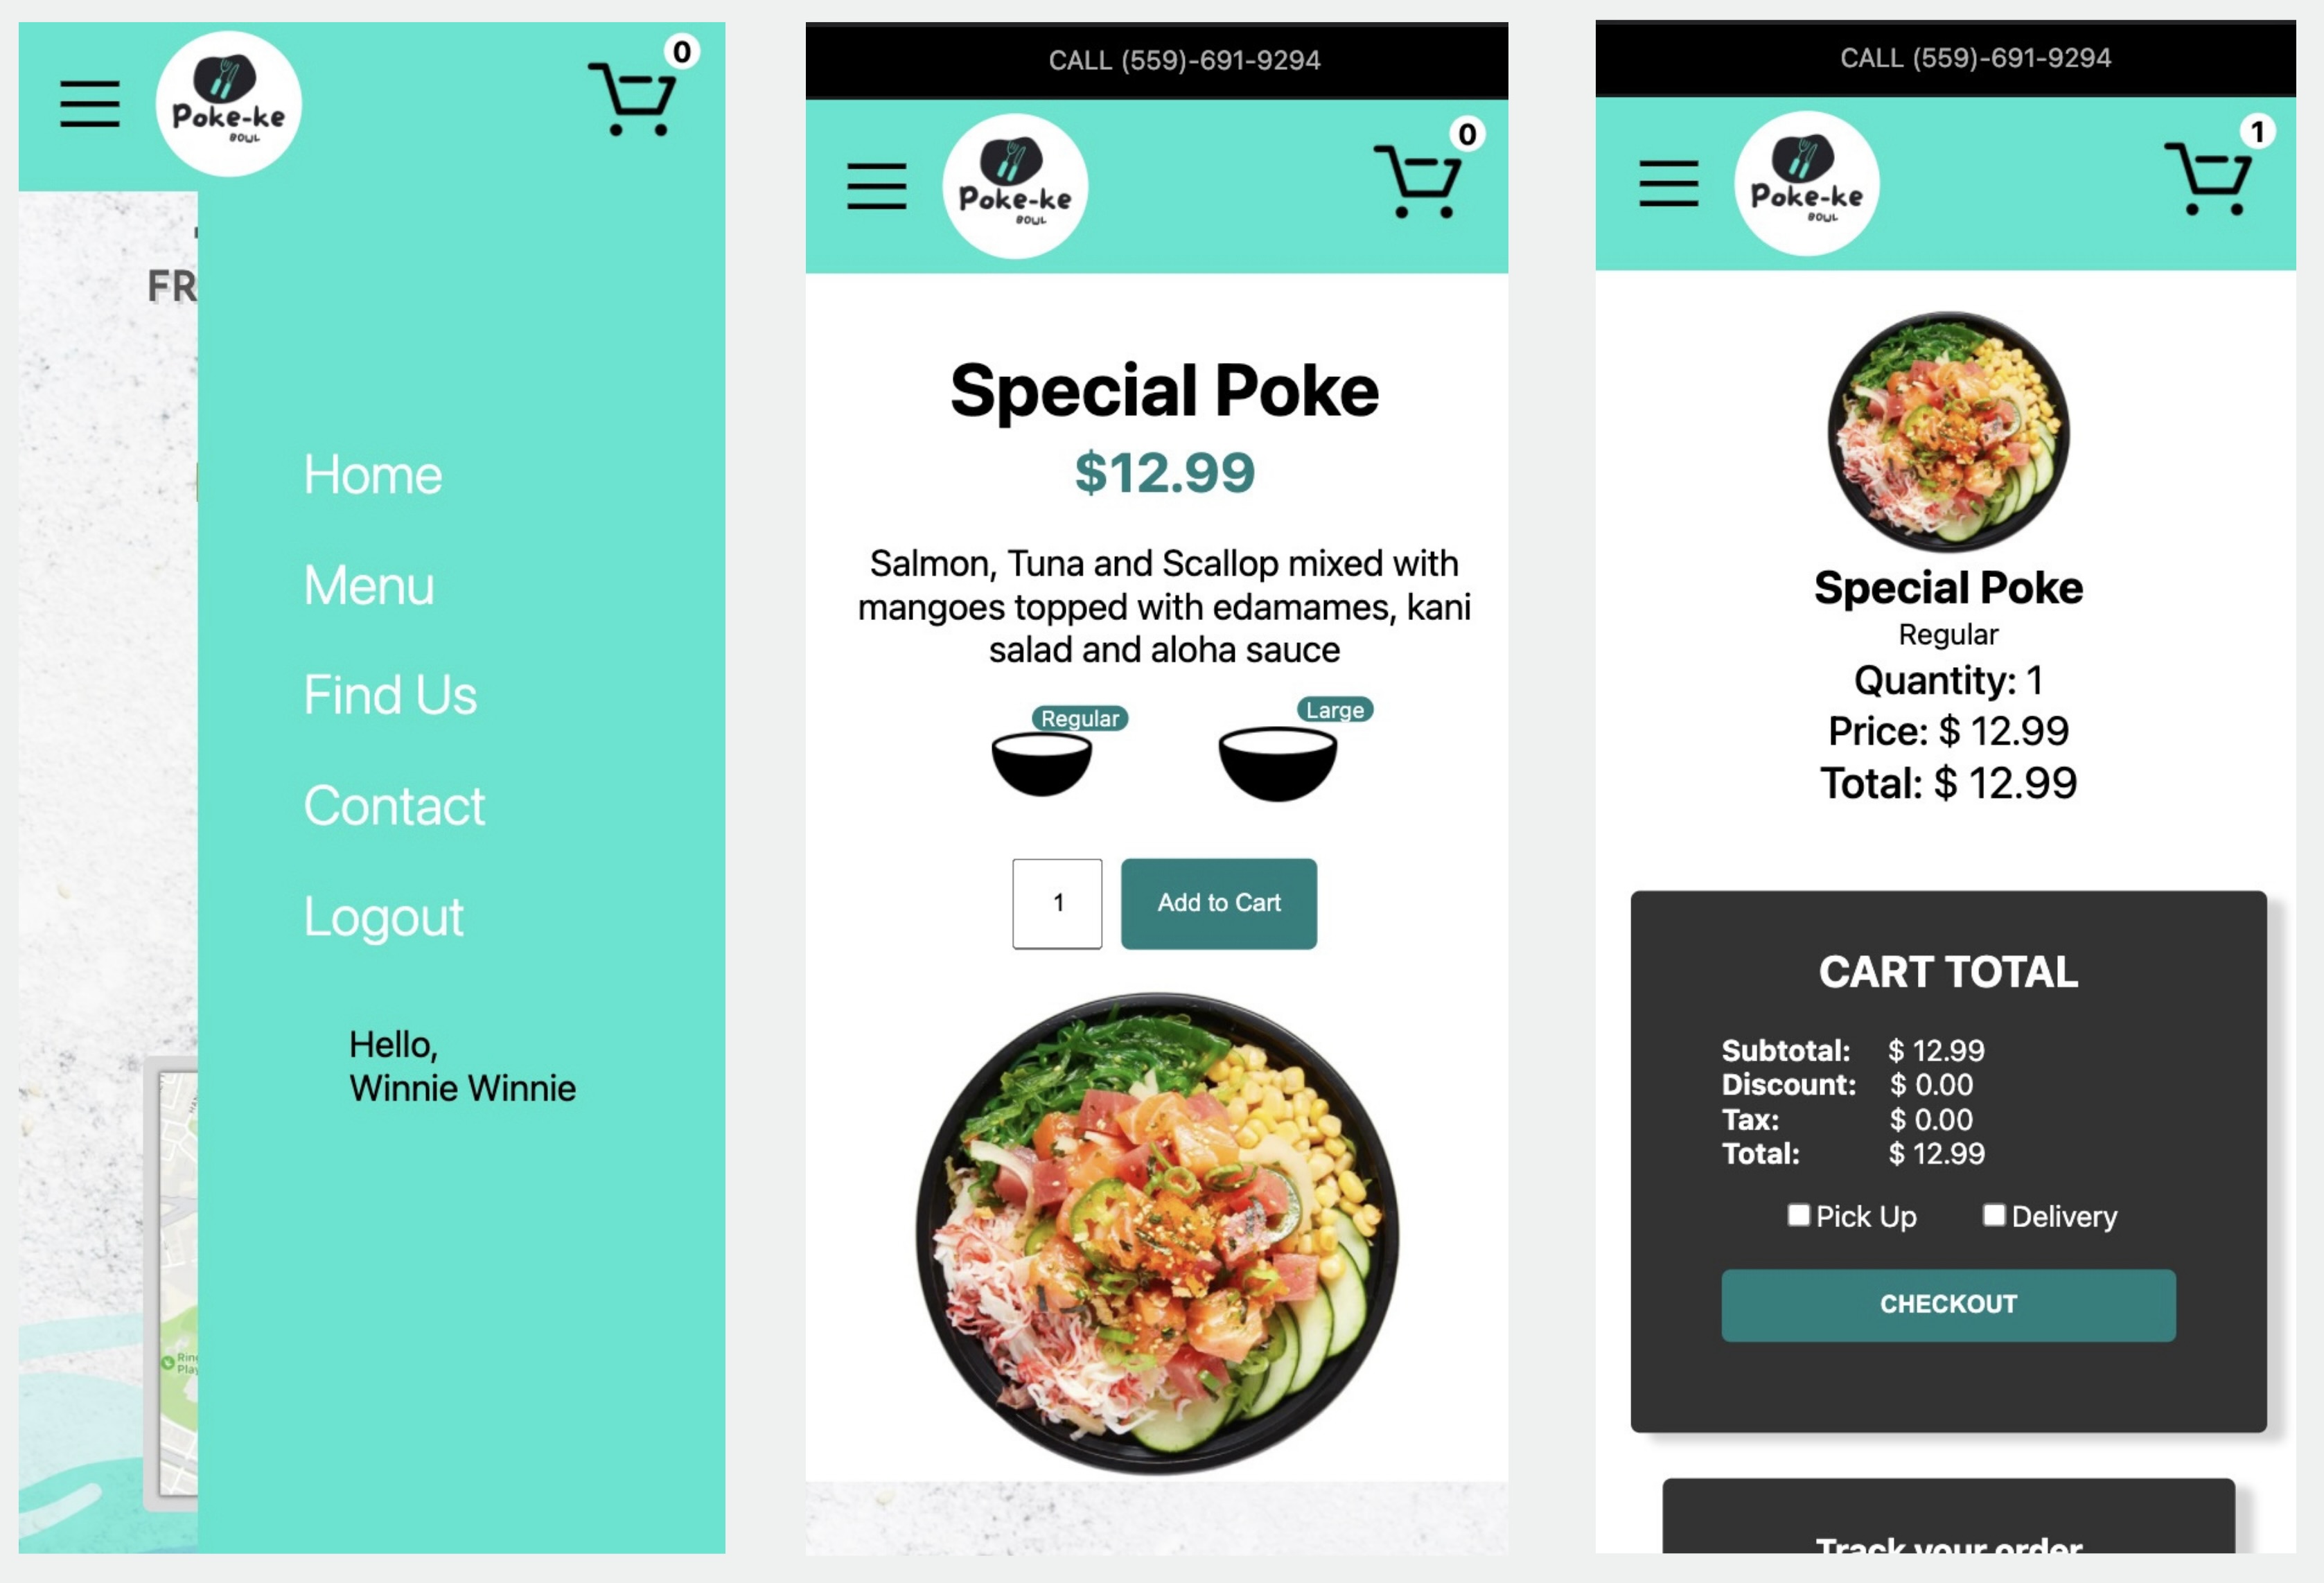 0
Poke-ke
BOWL
FR
Home
Menu
Find Us
Contact
Logout
Hello,
Winnie Winnie
CALL (559)-691-9294
0
Poke-ke
BOWL
Special Poke
$12.99
Salmon, Tuna and Scallop mixed with
mangoes topped with edamames, kani
salad and aloha sauce
Regular
Large
1
Add to Cart
CALL (559)-691-9294
1
Poke-ke
BOWL
Special Poke
Regular
Quantity: 1
Price: $ 12.99
Total: $ 12.99
CART TOTAL
Subtotal: $ 12.99
Discount: $ 0.00
Tax: $ 0.00
Total: $ 12.99
Pick Up Delivery
CHECKOUT
Track your order